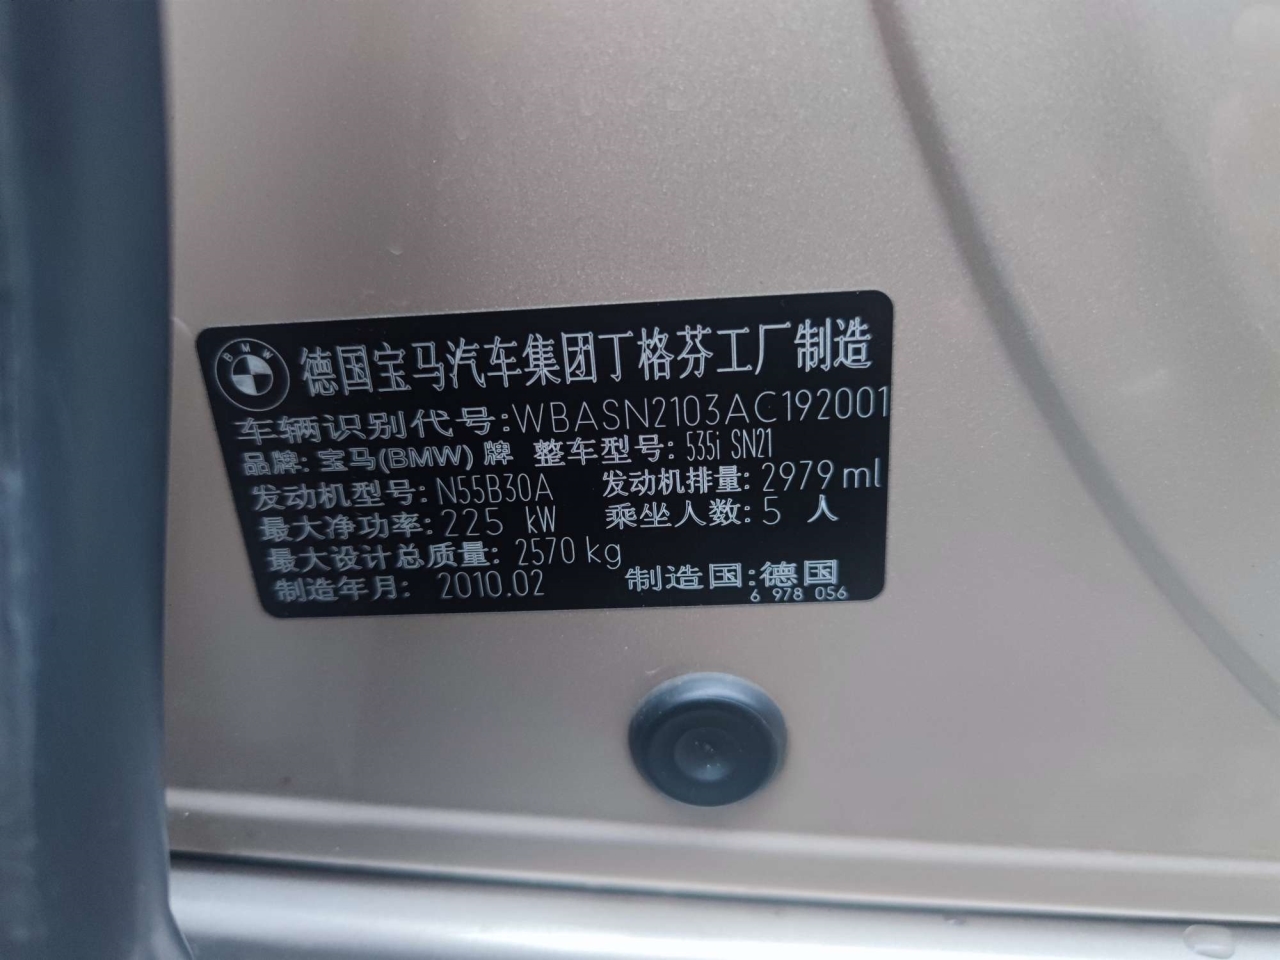 BMW
德国宝马汽车集团丁格芬工厂制造
车辆识别代号:WBASN2103AC192001
品牌: 宝马(BMW) 牌 整车型号: 535i SN21
发动机型号: N55B30A 发动机排量: 2979 ml
最大净功率: 225 kW 乘坐人数: 5 人
最大设计总质量: 2570 kg
制造年月: 2010.02 制造国:德国
6 978 056